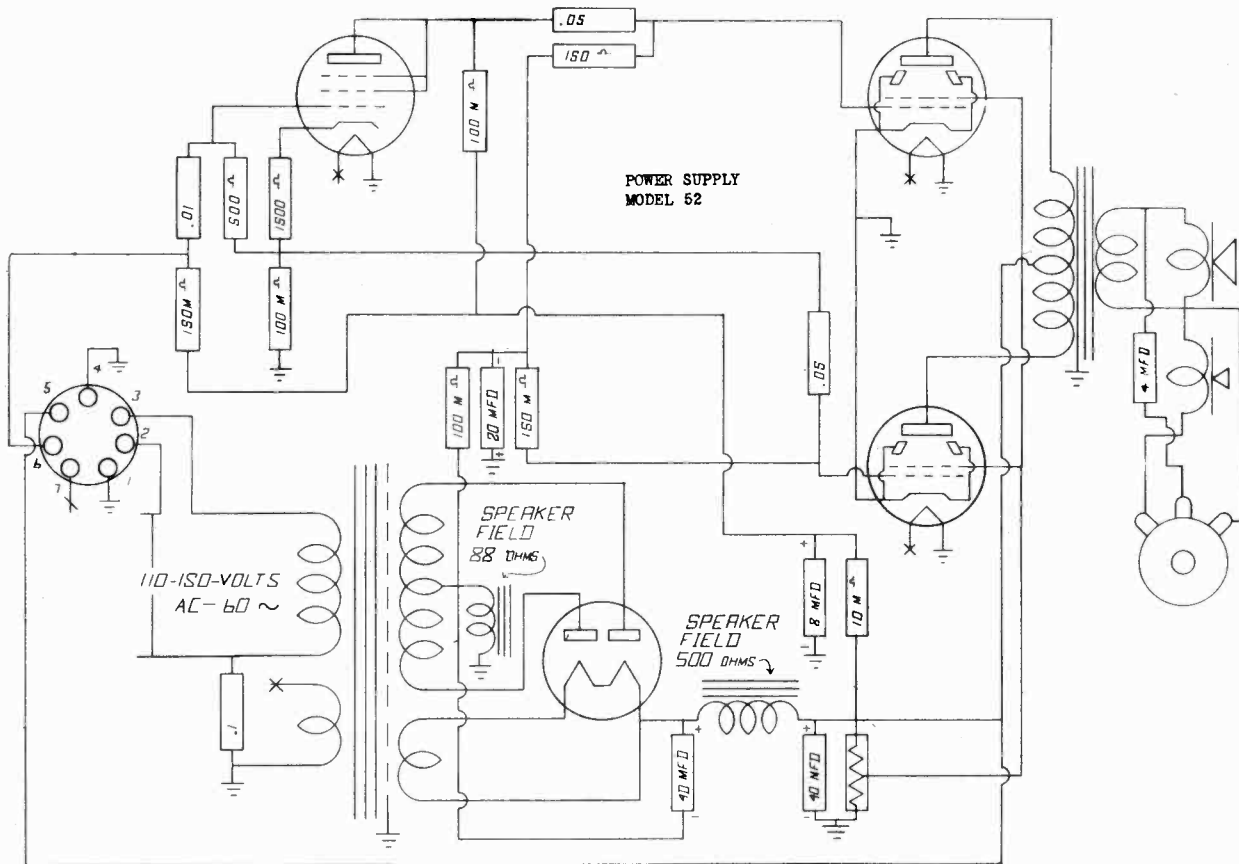 .05
150 Ω
100 M Ω
.01
500 Ω
1500 Ω
POWER SUPPLY
MODEL 52
150M Ω
100 M Ω
.05
4 MFD
4
5
3
2
6
7
1
100 M Ω
20 MFD
150 M Ω
+
+
SPEAKER
FIELD
88 OHMS
110-150-VOLTS
AC-60 ~
+
8 MFD
-
10 M Ω
SPEAKER
FIELD
500 OHMS
.1
+
40 MFD
-
+
40 MFD
-